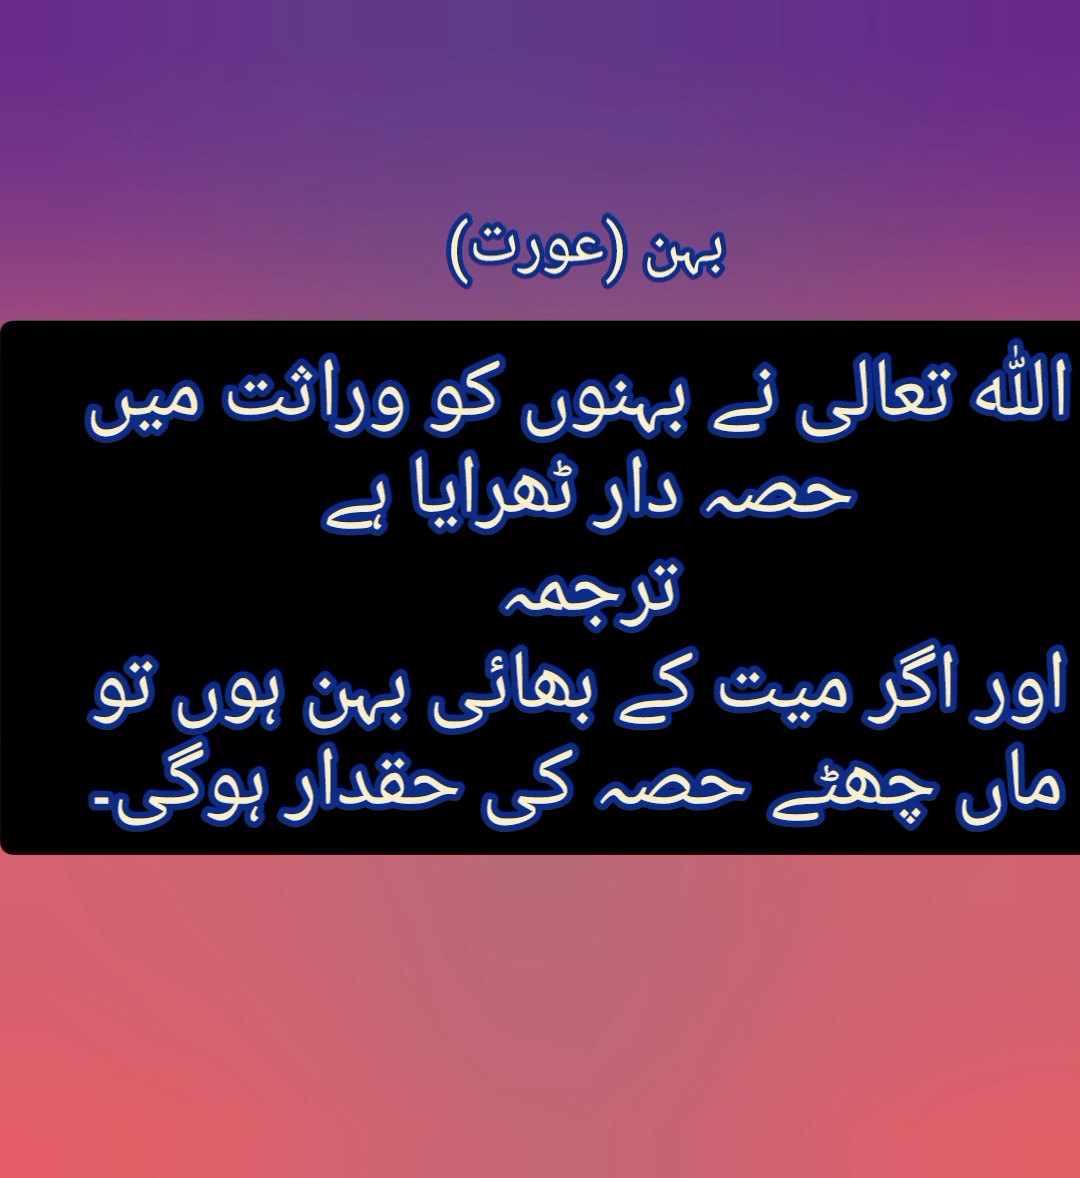 بہن (عورت)
اللہ تعالی نے بہنوں کو وراثت میں
حصہ دار ٹھرایا ہے
ترجمہ
اور اگر میت کے بھائی بہن ہوں تو
ماں چھٹے حصہ کی حقدار ہوگی۔